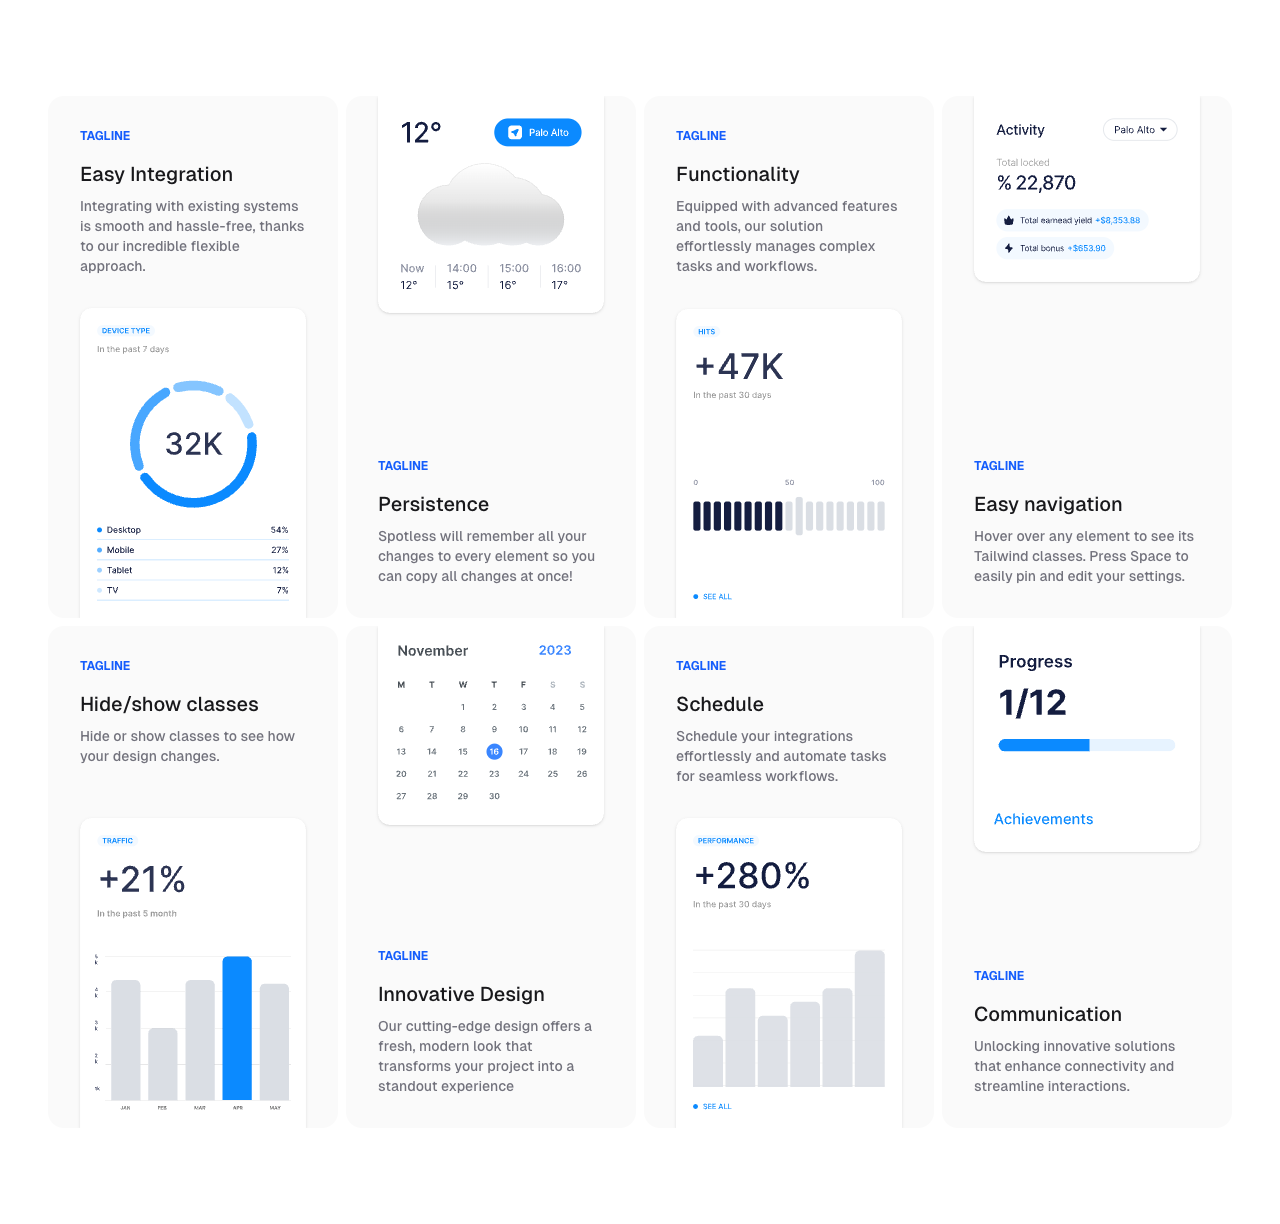 TAGLINE
Easy Integration
Integrating with existing systems
is smooth and hassle-free, thanks
to our incredible flexible
approach.
DEVICE TYPE
In the past 7 days
32K
Desktop 54%
Mobile 27%
Tablet 12%
TV 7%
12° Palo Alto
Now 14:00 15:00 16:00
12° 15° 16° 17°
TAGLINE
Persistence
Spotless will remember all your
changes to every element so you
can copy all changes at once!
TAGLINE
Functionality
Equipped with advanced features
and tools, our solution
effortlessly manages complex
tasks and workflows.
HITS
+47K
In the past 30 days
0 50 100
SEE ALL
Activity Palo Alto
Total locked
% 22,870
Total earnead yield +$8,353.88
Total bonus +$653.90
TAGLINE
Easy navigation
Hover over any element to see its
Tailwind classes. Press Space to
easily pin and edit your settings.
TAGLINE
Hide/show classes
Hide or show classes to see how
your design changes.
TRAFFIC
+21%
In the past 5 month
k
4
k
k
2
k
1k
JAN FEB MAR APR MAY
November 2023
M T W T F S S
1 2 3 4 5
6 7 8 9 10 11 12
13 14 15 16 17 18 19
20 21 22 23 24 25 26
27 28 29 30
TAGLINE
Innovative Design
Our cutting-edge design offers a
fresh, modern look that
transforms your project into a
standout experience
TAGLINE
Schedule
Schedule your integrations
effortlessly and automate tasks
for seamless workflows.
PERFORMANCE
+280%
In the past 30 days
SEE ALL
Progress
1/12
Achievements
TAGLINE
Communication
Unlocking innovative solutions
that enhance connectivity and
streamline interactions.